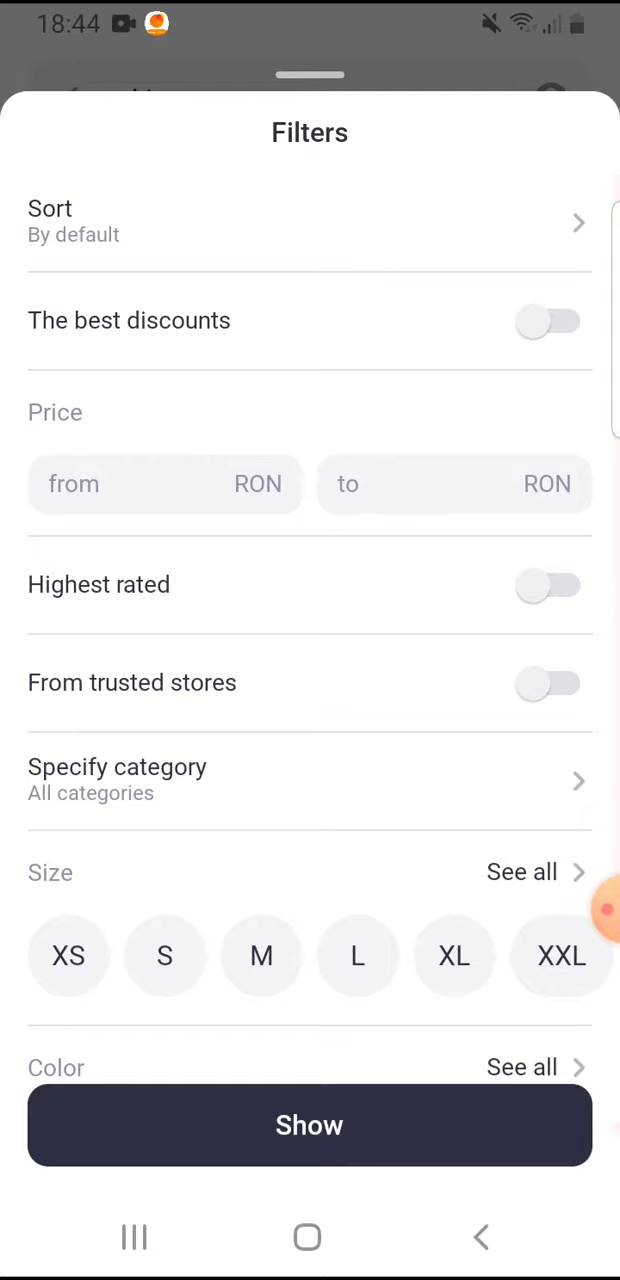 18:44
Filters
Sort
By default
The best discounts
Price
from RON to RON
Highest rated
From trusted stores
Specify category
All categories
Size See all
XS S M L XL XXL
Color See all
Show